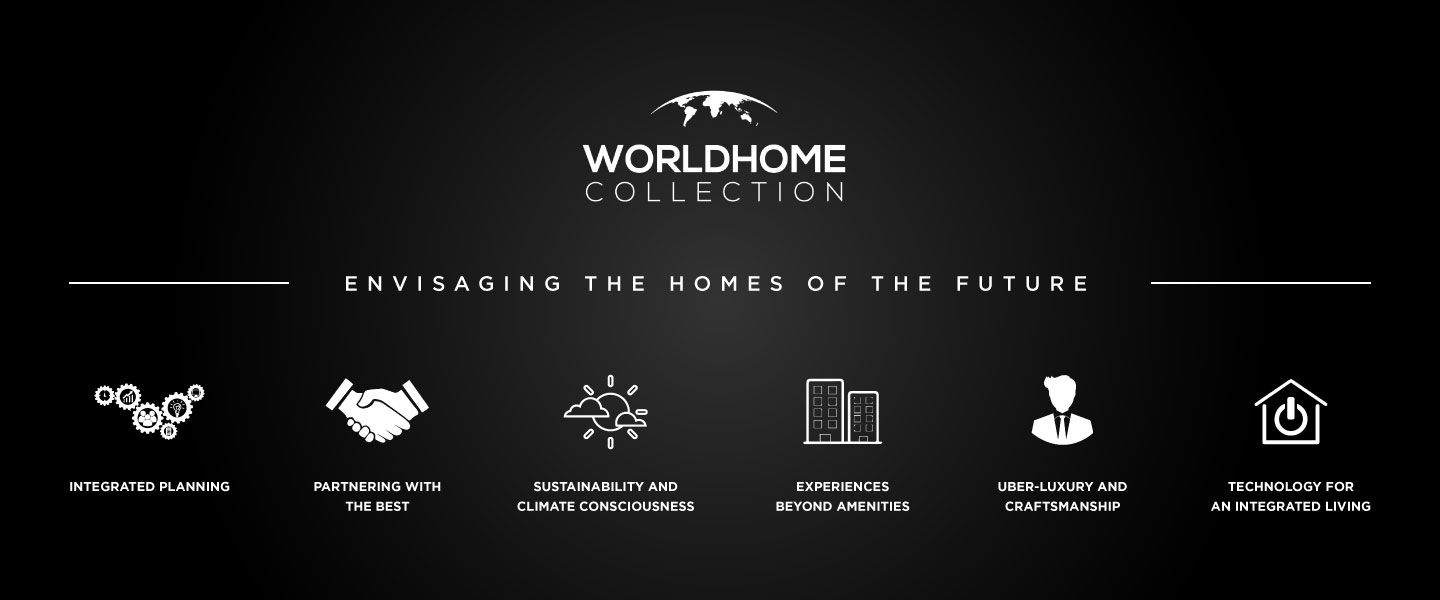 WORLDHOME
COLLECTION
ENVISAGING THE HOMES OF THE FUTURE
INTEGRATED PLANNING
PARTNERING WITH
THE BEST
SUSTAINABILITY AND
CLIMATE CONSCIOUSNESS
EXPERIENCES
BEYOND AMENITIES
UBER-LUXURY AND
CRAFTSMANSHIP
TECHNOLOGY FOR
AN INTEGRATED LIVING